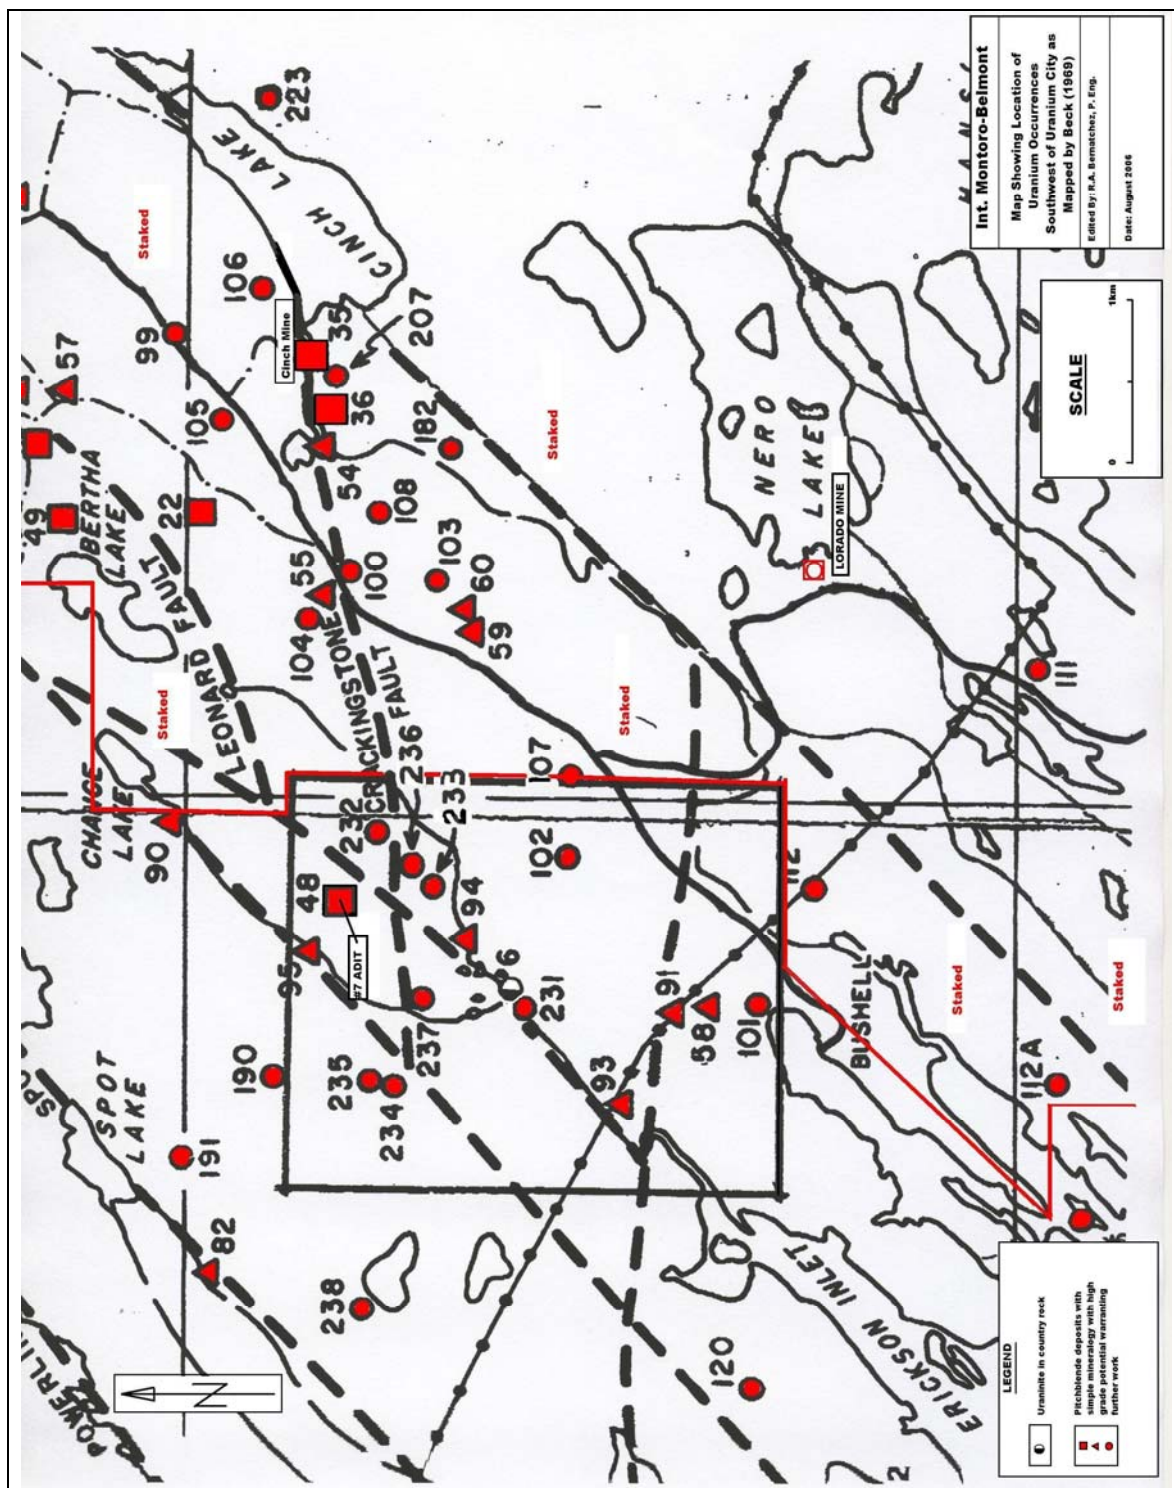 Int. Montoro-Belmont
Map Showing Location of
Uranium Occurrences
Southwest of Uranium City as
Mapped by Beck (1969)
Edited By: R.A. Bernatchez, P. Eng.
Date: August 2006
SCALE
0
1km
LEGEND
Uraninite in country rock
Pitchblende deposits with
simple mineralogy with high
grade potential warranting
further work
N
POWERLIN
SPOT
LAKE
SPO
82
191
190
238
120
ERICKSON INLET
2
CHANCE
LAKE
90
Staked
LEONARD FAULT
BERTHA
LAKE
49
22
57
105
99
Staked
106
223
CINCH LAKE
Cinch Mine
35
36
207
54
182
108
100
55
104
103
60
59
CRACKINGSTONE
FAULT
236
233
232
48
#7 ADIT
95
94
6
231
237
235
234
93
91
58
101
102
107
112
BUSHELL
112A
111
Staked
Staked
Staked
Staked
NERO
LAKE
LORADO MINE